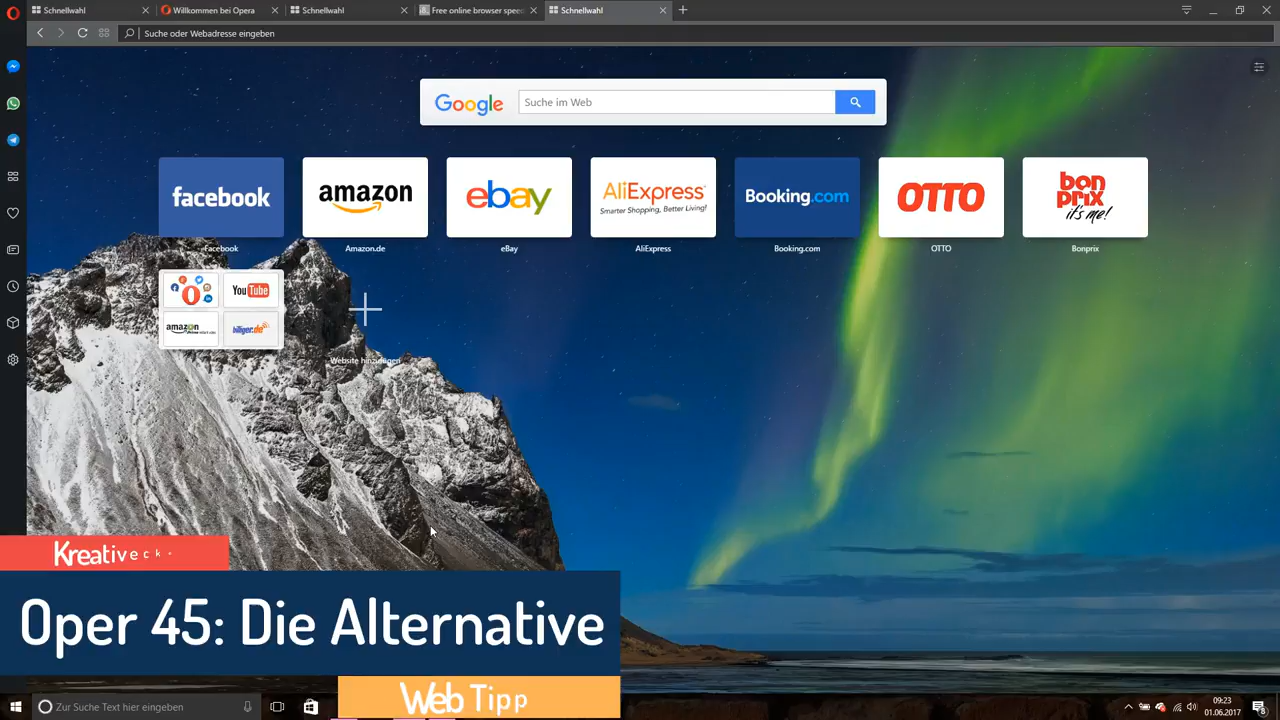 Schnellwahl
Willkommen bei Opera
Schnellwahl
Free online browser speed
Schnellwahl
Suche oder Webadresse eingeben
Google
Suche im Web
facebook
amazon
ebay
AliExpress
Smarter Shopping, Better Living!
Booking.com
OTTO
bon
prix
it's me!
Facebook
Amazon.de
eBay
AliExpress
Booking.com
OTTO
Bonprix
YouTube
amazon
billiger.de
Website hinzufügen
Kreativeck
Oper 45: Die Alternative
Web Tipp
Zur Suche Text hier eingeben
09:23
01.06.2017